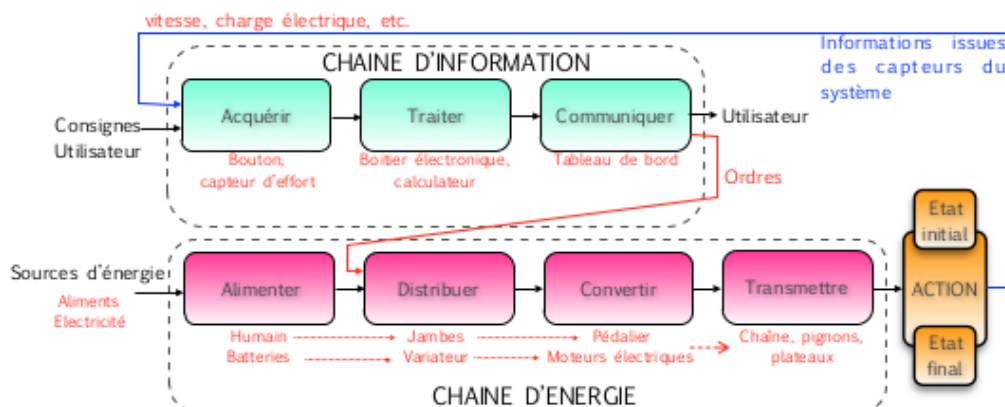 vitesse, charge électrique, etc.
Informations issues
des capteurs du
système
CHAINE D'INFORMATION
Acquérir
Traiter
Communiquer
Consignes
Utilisateur
Utilisateur
Bouton,
capteur d'effort
Boitier électronique,
calculateur
Tableau de bord
Ordres
Etat
initial
Sources d'énergie
Aliments
Electricité
Alimenter
Distribuer
Convertir
Transmettre
ACTION
Humain
Jambes
Pédalier
Chaîne, pignons,
plateaux
Batteries
Variateur
Moteurs électriques
Etat
final
CHAINE D'ENERGIE